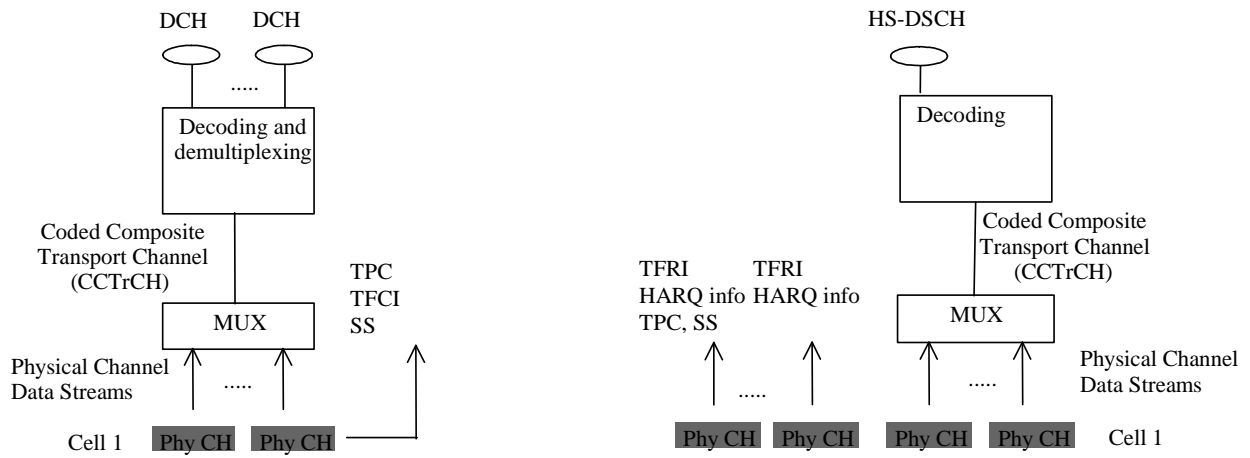 DCH DCH
.....
Decoding and
demultiplexing
Coded Composite
Transport Channel
(CCTrCH)
TPC
TFCI
SS
MUX
Physical Channel
Data Streams
.....
Cell 1 Phy CH Phy CH
HS-DSCH
Decoding
Coded Composite
Transport Channel
(CCTrCH)
TFRI TFRI
HARQ info HARQ info
TPC, SS
MUX
Physical Channel
Data Streams
..... .....
Phy CH Phy CH Phy CH Phy CH Cell 1